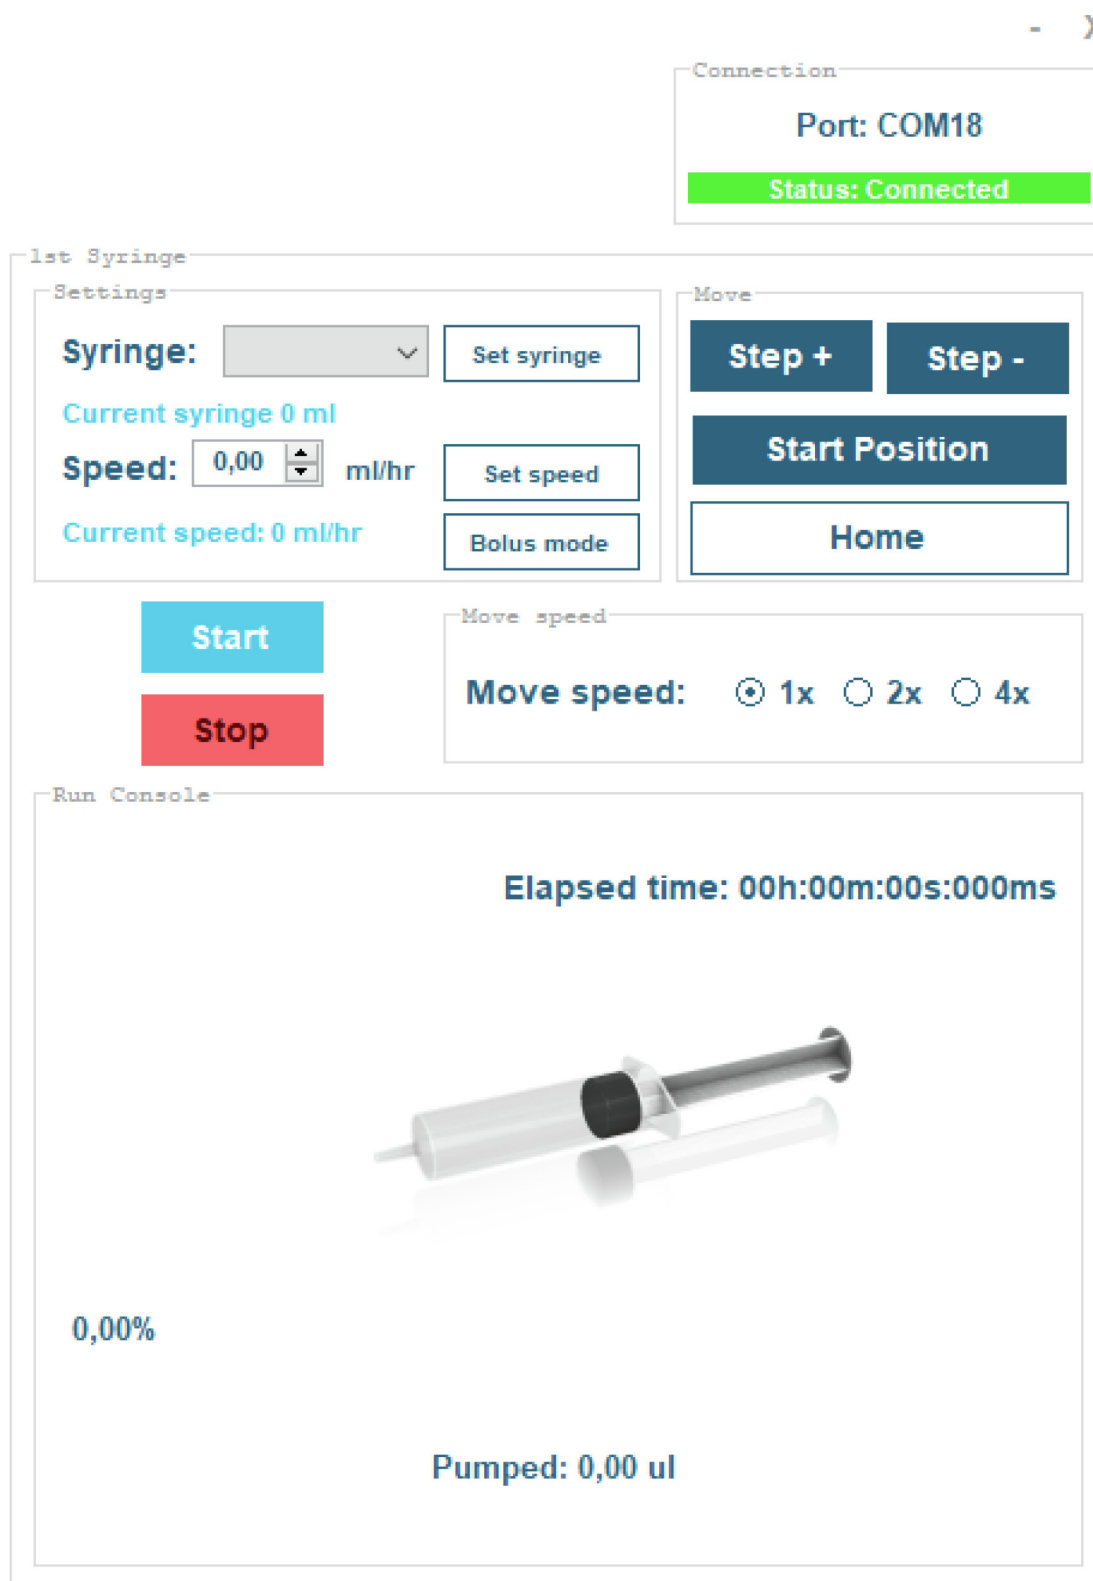 - X
Connection
Port: COM18
Status: Connected
1st Syringe
Settings
Syringe:
Set syringe
Current syringe 0 ml
Speed: 0,00 ml/hr
Set speed
Current speed: 0 ml/hr
Bolus mode
Move
Step +
Step -
Start Position
Home
Start
Stop
Move speed
Move speed: 1x 2x 4x
Run Console
Elapsed time: 00h:00m:00s:000ms
0,00%
Pumped: 0,00 ul